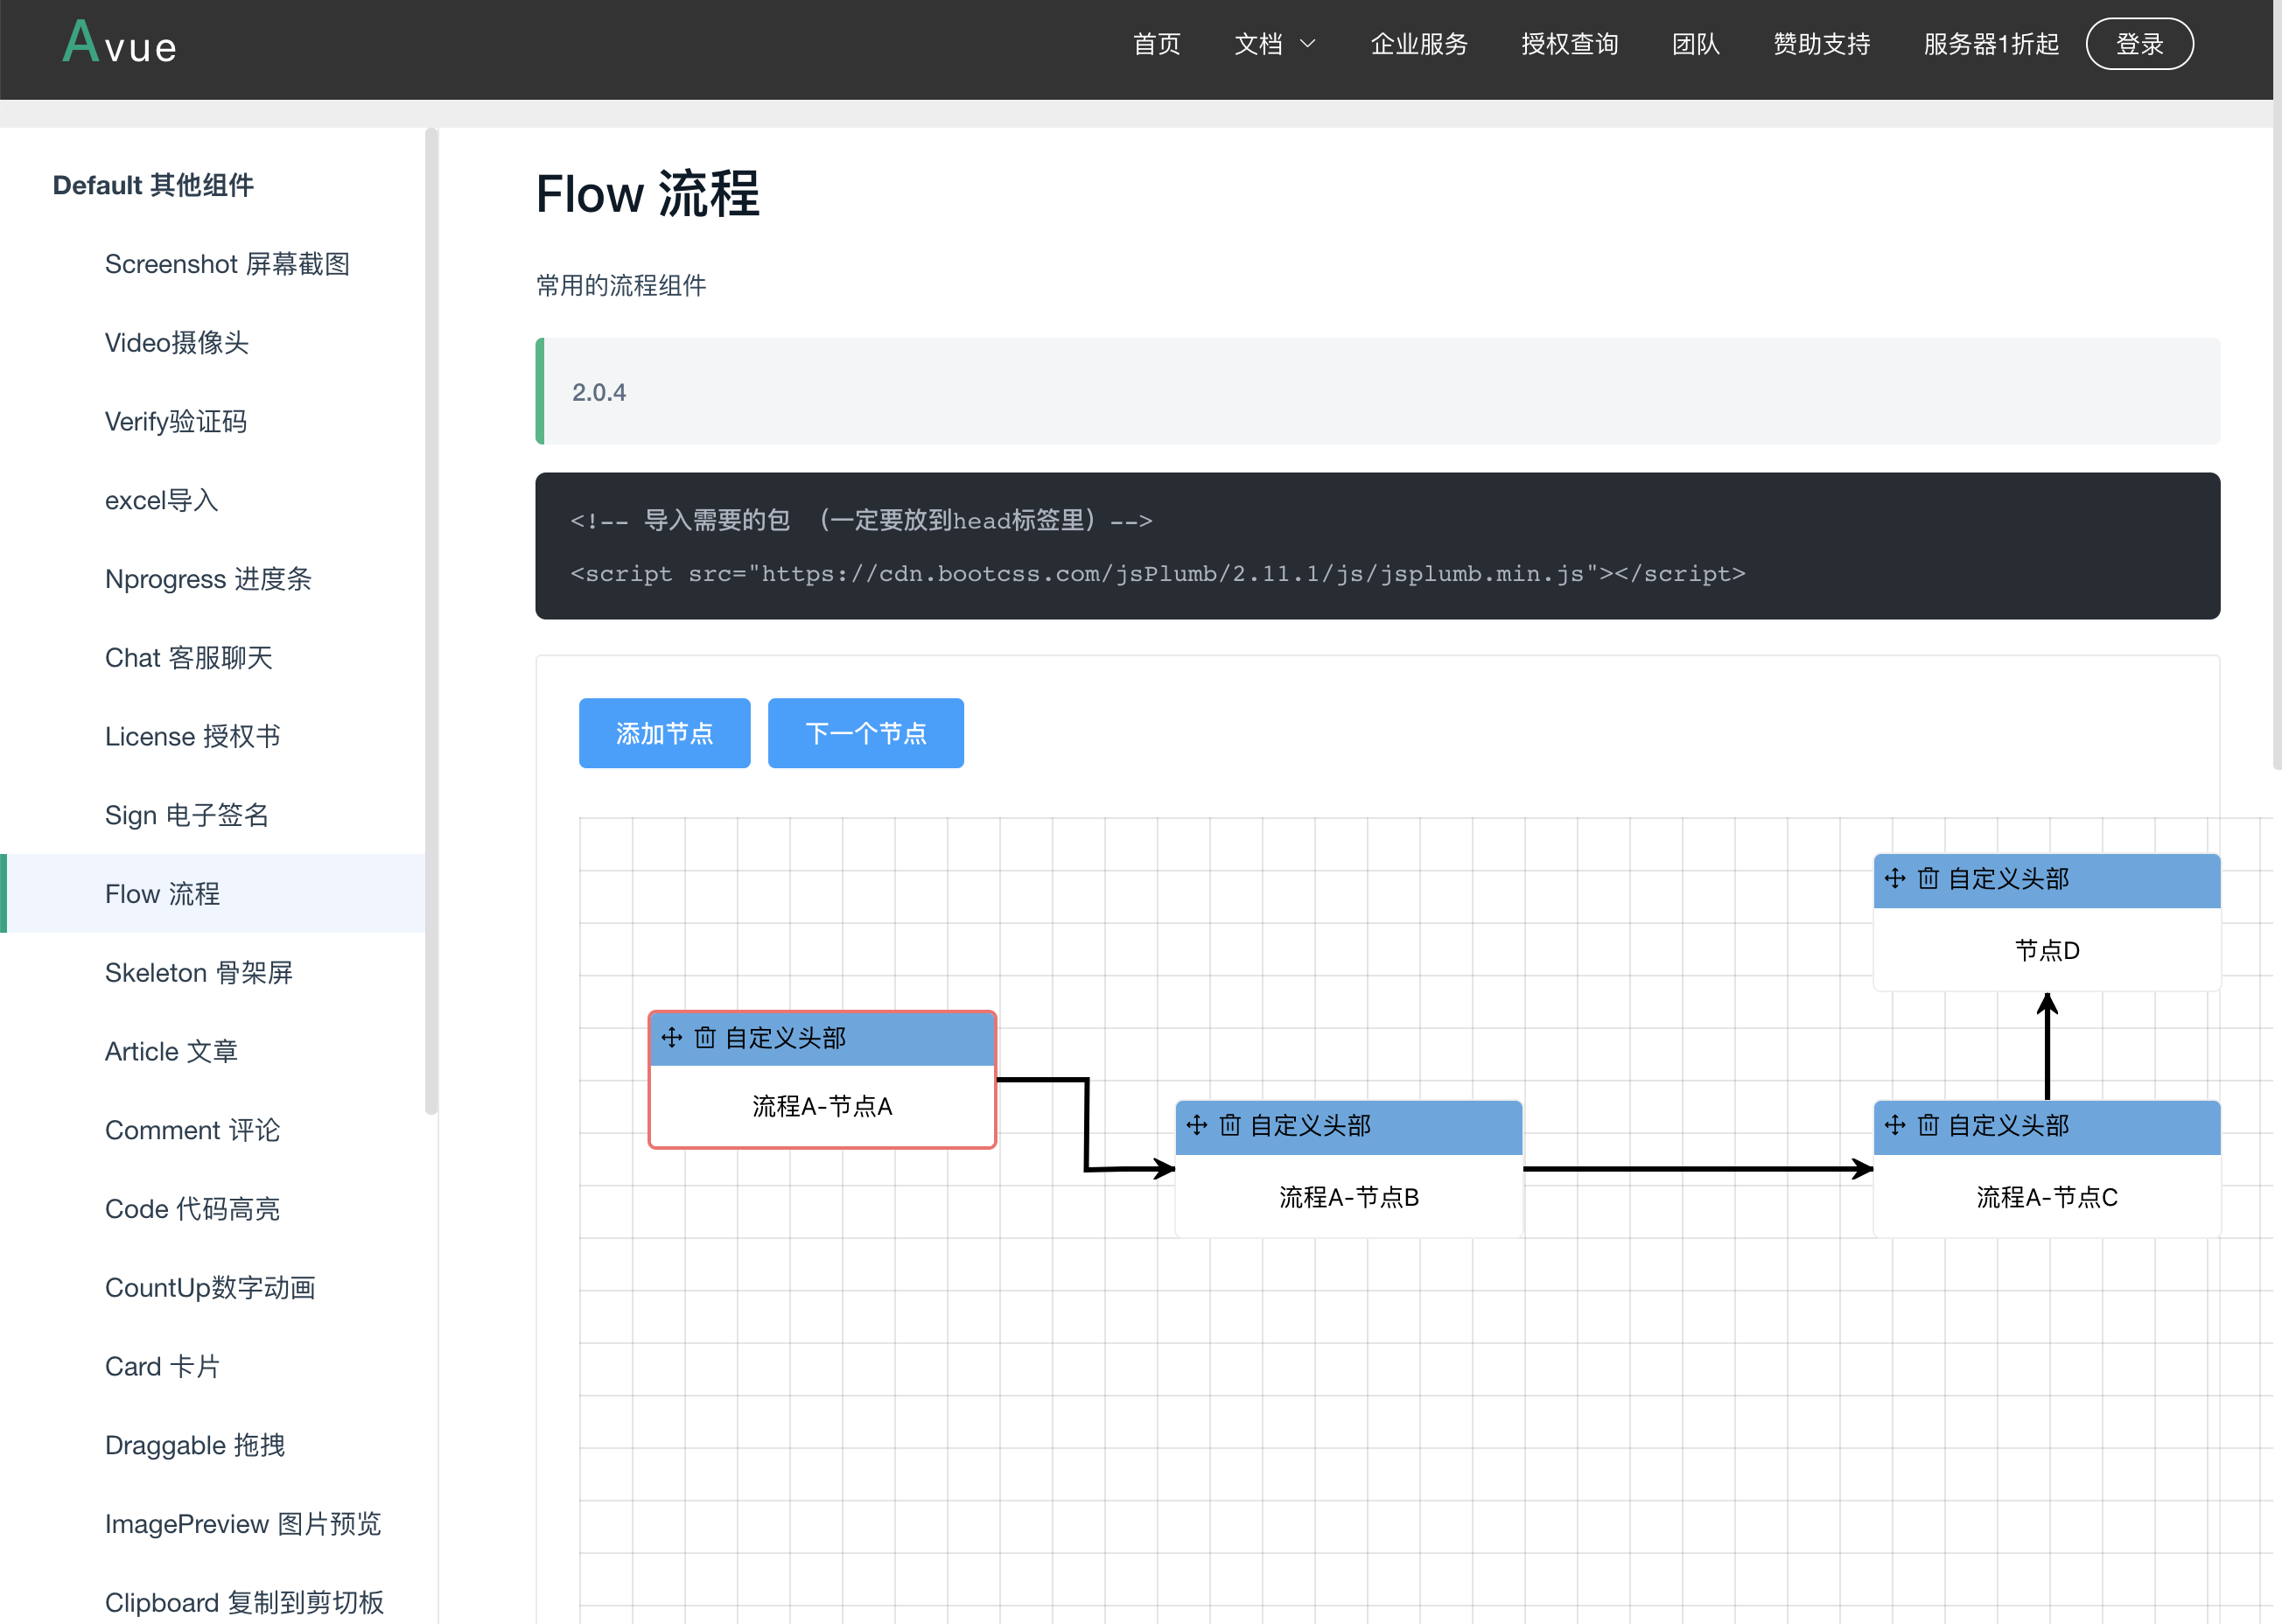 Avue
首页 文档 企业服务 授权查询 团队 赞助支持 服务器1折起 登录
Default 其他组件
Screenshot 屏幕截图
Video摄像头
Verify验证码
excel导入
Nprogress 进度条
Chat 客服聊天
License 授权书
Sign 电子签名
Flow 流程
Skeleton 骨架屏
Article 文章
Comment 评论
Code 代码高亮
CountUp数字动画
Card 卡片
Draggable 拖拽
ImagePreview 图片预览
Clipboard 复制到剪切板
Flow 流程
常用的流程组件
2.0.4
<!-- 导入需要的包 （一定要放到head标签里）-->
<script src="https://cdn.bootcss.com/jsPlumb/2.11.1/js/jsplumb.min.js"></script>
添加节点 下一个节点
自定义头部
节点D
自定义头部
流程A-节点A
自定义头部
流程A-节点B
自定义头部
流程A-节点C